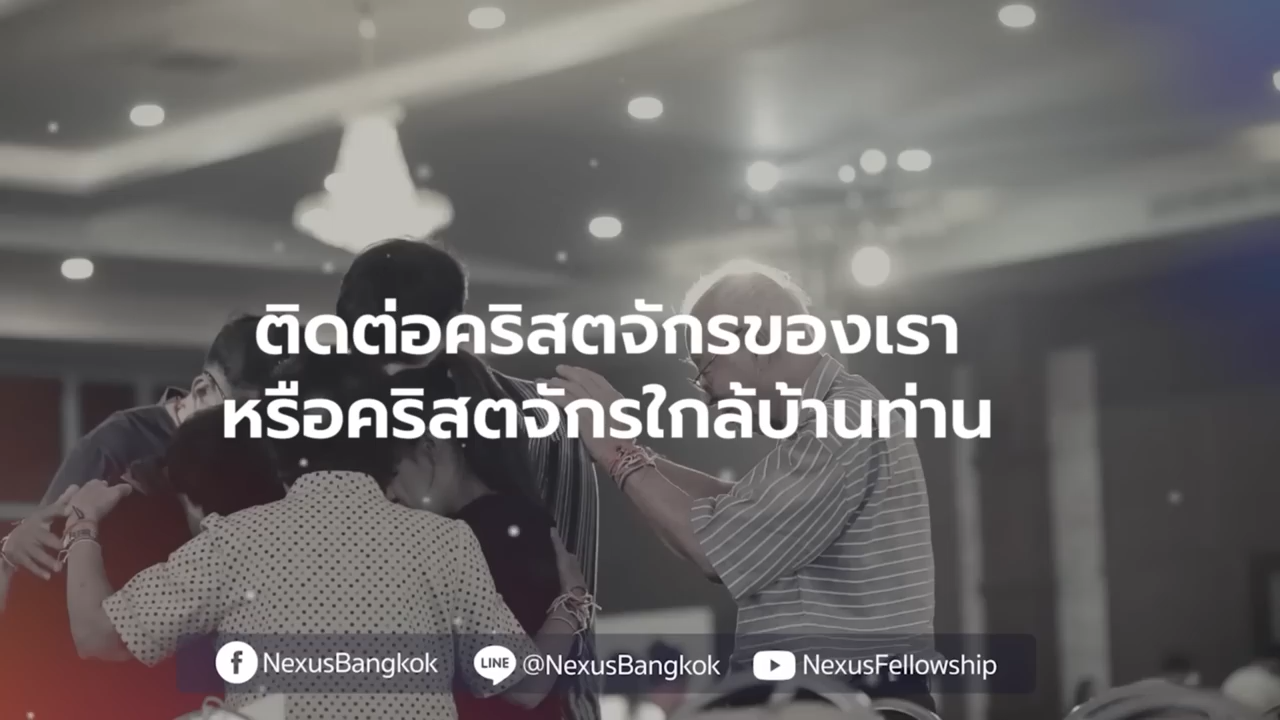 ติดต่อคริสตจักรของเรา
หรือคริสตจักรใกล้บ้านท่าน
NexusBangkok LINE @NexusBangkok NexusFellowship